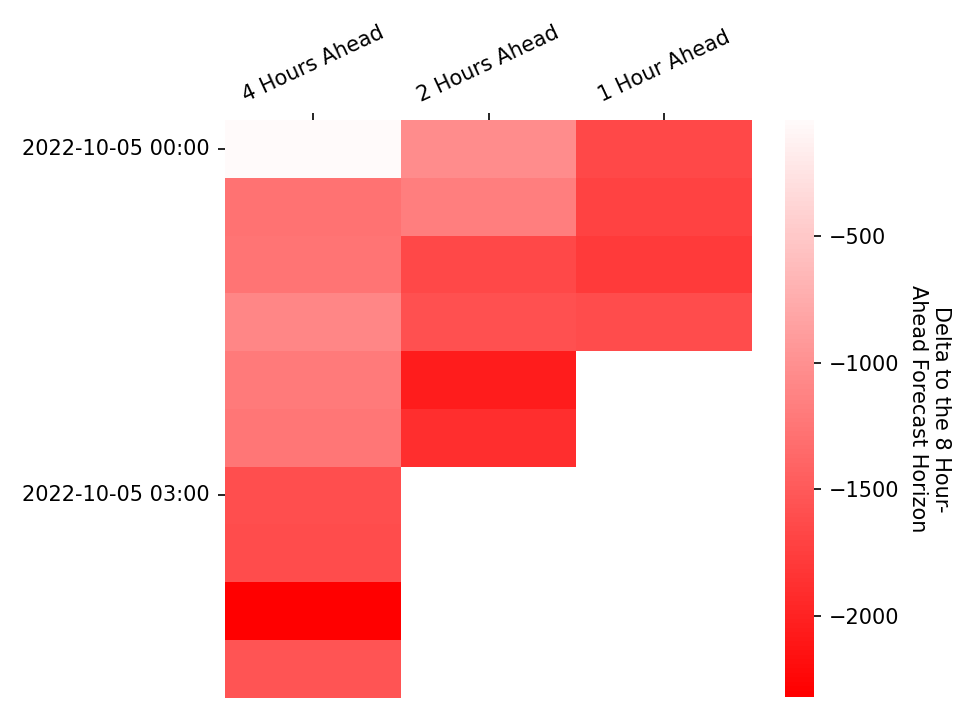 4 Hours Ahead
2 Hours Ahead
1 Hour Ahead
2022-10-05 00:00
2022-10-05 03:00
−500
−1000
−1500
−2000
Delta to the 8 Hour-
Ahead Forecast Horizon